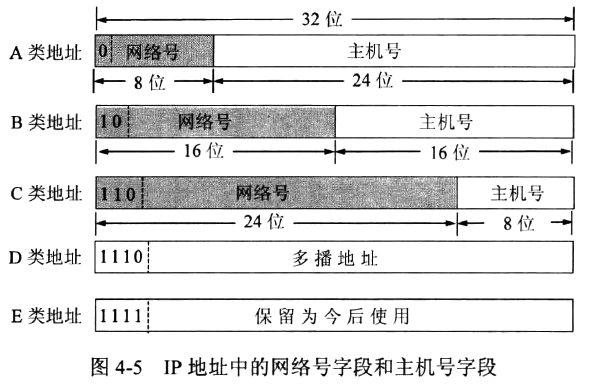 32 位
A 类地址 0 网络号 主机号
8 位 24 位
B 类地址 10 网络号 主机号
16 位 16 位
C 类地址 110 网络号 主机号
24 位 8 位
D 类地址 1110 多播地址
E 类地址 1111 保留为今后使用
图 4-5 IP 地址中的网络号字段和主机号字段